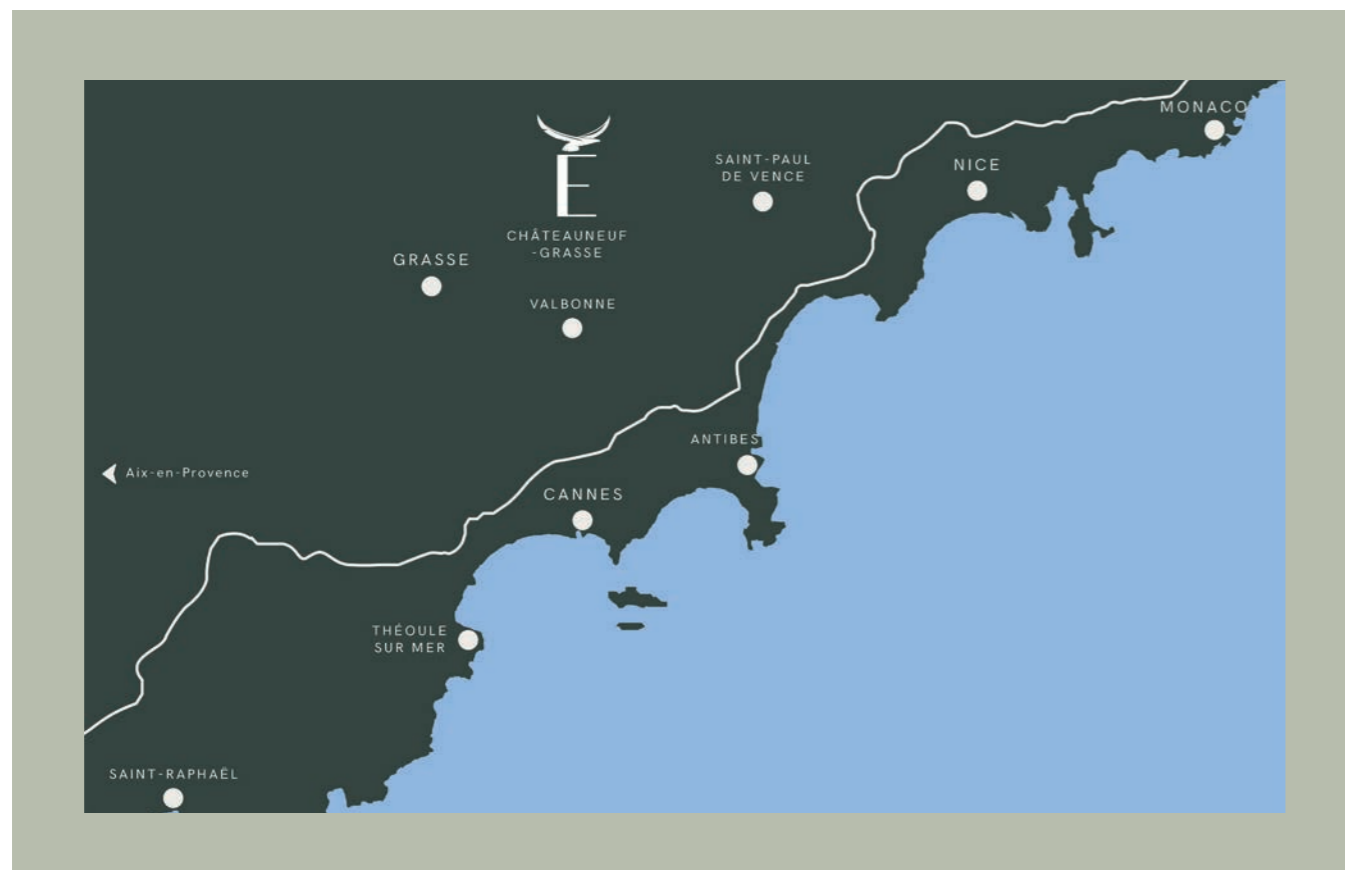 MONACO
NICE
SAINT-PAUL
DE VENCE
E
CHÂTEAUNEUF
-GRASSE
GRASSE
VALBONNE
ANTIBES
Aix-en-Provence
CANNES
THÉOULE
SUR MER
SAINT-RAPHAËL